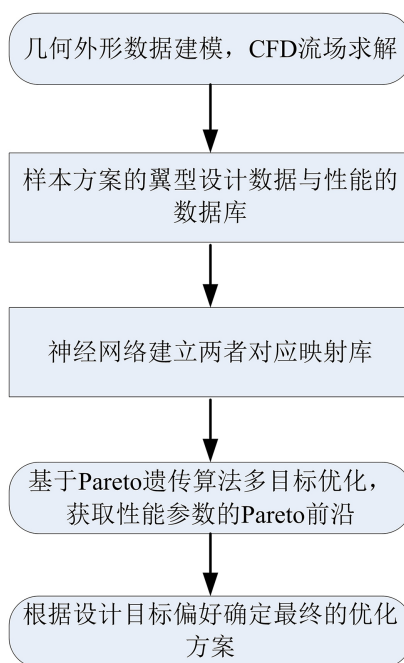 几何外形数据建模，CFD流场求解
样本方案的翼型设计数据与性能的
数据库
神经网络建立两者对应映射库
基于Pareto遗传算法多目标优化，
获取性能参数的Pareto前沿
根据设计目标偏好确定最终的优化
方案